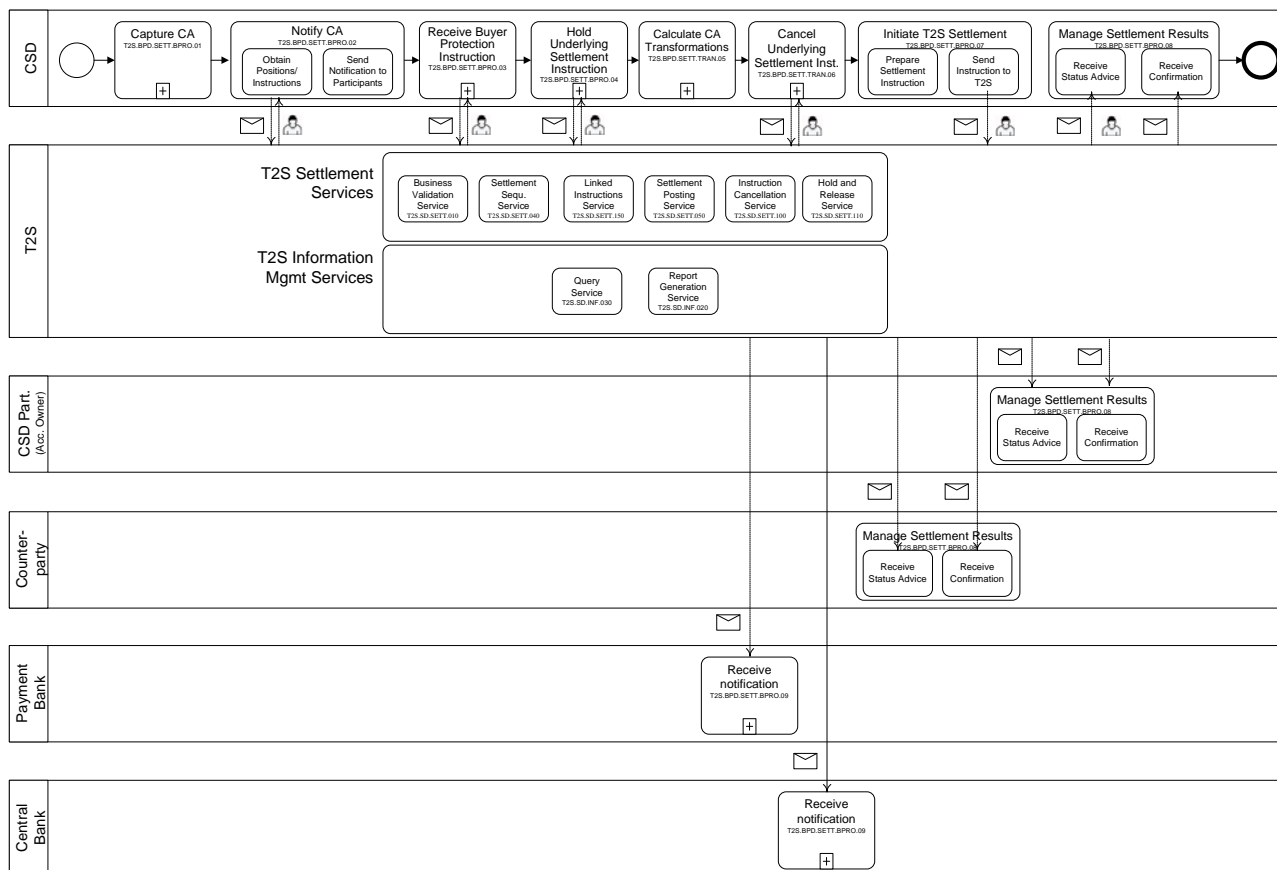 CSD
Capture CA
T2S.BPD.SETT.BPRO.01
Notify CA
T2S.BPD.SETT.BPRO.02
Obtain
Positions/
Instructions
Send
Notification to
Participants
Receive Buyer
Protection
Instruction
T2S.BPD.SETT.BPRO.03
Hold
Underlying
Settlement
Instruction
T2S.BPD.SETT.BPRO.04
Calculate CA
Transformations
T2S.BPD.SETT.TRAN.05
Cancel
Underlying
Settlement Inst.
T2S.BPD.SETT.TRAN.06
Initiate T2S Settlement
T2S.BPD.SETT.BPRO.07
Prepare
Settlement
Instruction
Send
Instruction to
T2S
Manage Settlement Results
T2S.BPD.SETT.BPRO.08
Receive
Status Advice
Receive
Confirmation
T2S
T2S Settlement
Services
Business
Validation
Service
T2S.SD.SETT.010
Settlement
Sequ.
Service
T2S.SD.SETT.040
Linked
Instructions
Service
T2S.SD.SETT.150
Settlement
Posting
Service
T2S.SD.SETT.050
Instruction
Cancellation
Service
T2S.SD.SETT.100
Hold and
Release
Service
T2S.SD.SETT.110
T2S Information
Mgmt Services
Query
Service
T2S.SD.INF.030
Report
Generation
Service
T2S.SD.INF.020
CSD Part.
(Acc. Owner)
Manage Settlement Results
T2S.BPD.SETT.BPRO.08
Receive
Status Advice
Receive
Confirmation
Counter-
party
Manage Settlement Results
T2S.BPD.SETT.BPRO.08
Receive
Status Advice
Receive
Confirmation
Payment
Bank
Receive
notification
T2S.BPD.SETT.BPRO.09
Central
Bank
Receive
notification
T2S.BPD.SETT.BPRO.09